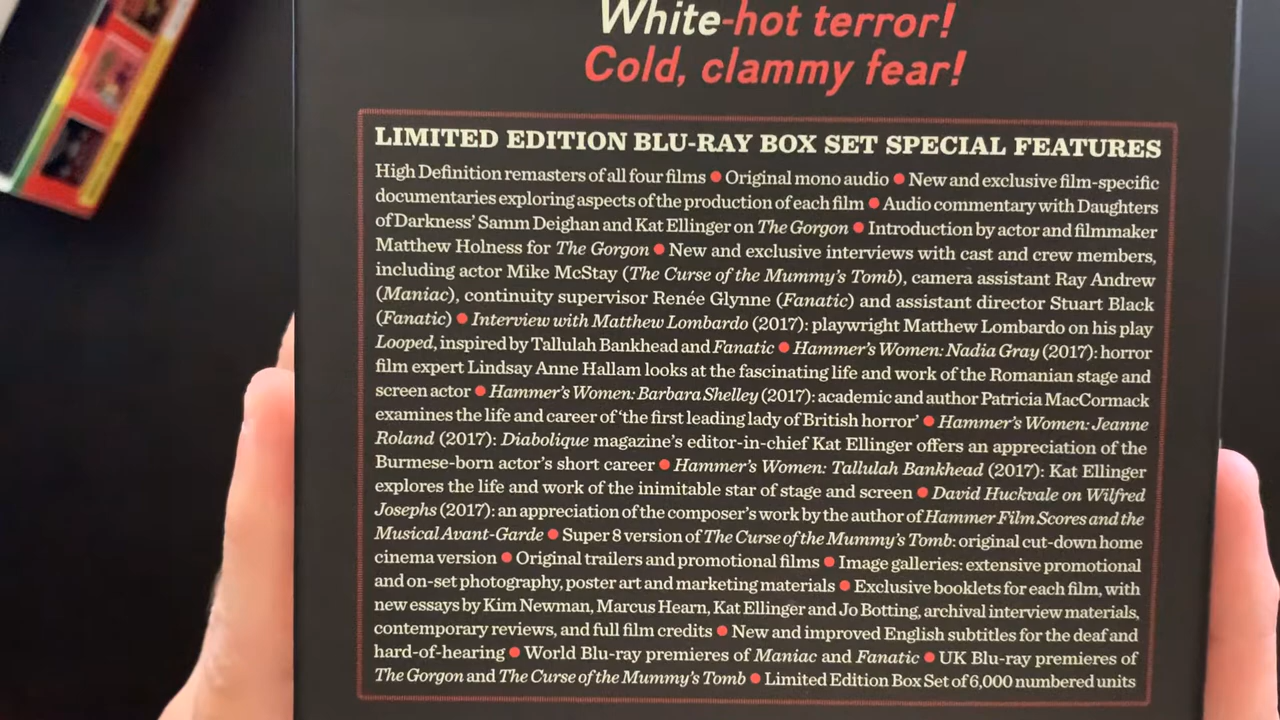 White-hot terror!
Cold, clammy fear!
LIMITED EDITION BLU-RAY BOX SET SPECIAL FEATURES
High Definition remasters of all four films ● Original mono audio ● New and exclusive film-specific
documentaries exploring aspects of the production of each film ● Audio commentary with Daughters
of Darkness' Samm Deighan and Kat Ellinger on The Gorgon ● Introduction by actor and filmmaker
Matthew Holness for The Gorgon ● New and exclusive interviews with cast and crew members,
including actor Mike McStay (The Curse of the Mummy's Tomb), camera assistant Ray Andrew
(Maniac), continuity supervisor Renée Glynne (Fanatic) and assistant director Stuart Black
(Fanatic) ● Interview with Matthew Lombardo (2017): playwright Matthew Lombardo on his play
Looped, inspired by Tallulah Bankhead and Fanatic ● Hammer's Women: Nadia Gray (2017): horror
film expert Lindsay Anne Hallam looks at the fascinating life and work of the Romanian stage and
screen actor ● Hammer's Women: Barbara Shelley (2017): academic and author Patricia MacCormack
examines the life and career of 'the first leading lady of British horror' ● Hammer's Women: Jeanne
Roland (2017): Diabolique magazine's editor-in-chief Kat Ellinger offers an appreciation of the
Burmese-born actor's short career ● Hammer's Women: Tallulah Bankhead (2017): Kat Ellinger
explores the life and work of the inimitable star of stage and screen ● David Huckvale on Wilfred
Josephs (2017): an appreciation of the composer's work by the author of Hammer Film Scores and the
Musical Avant-Garde ● Super 8 version of The Curse of the Mummy's Tomb: original cut-down home
cinema version ● Original trailers and promotional films ● Image galleries: extensive promotional
and on-set photography, poster art and marketing materials ● Exclusive booklets for each film, with
new essays by Kim Newman, Marcus Hearn, Kat Ellinger and Jo Botting, archival interview materials,
contemporary reviews, and full film credits ● New and improved English subtitles for the deaf and
hard-of-hearing ● World Blu-ray premieres of Maniac and Fanatic ● UK Blu-ray premieres of
The Gorgon and The Curse of the Mummy's Tomb ● Limited Edition Box Set of 6,000 numbered units